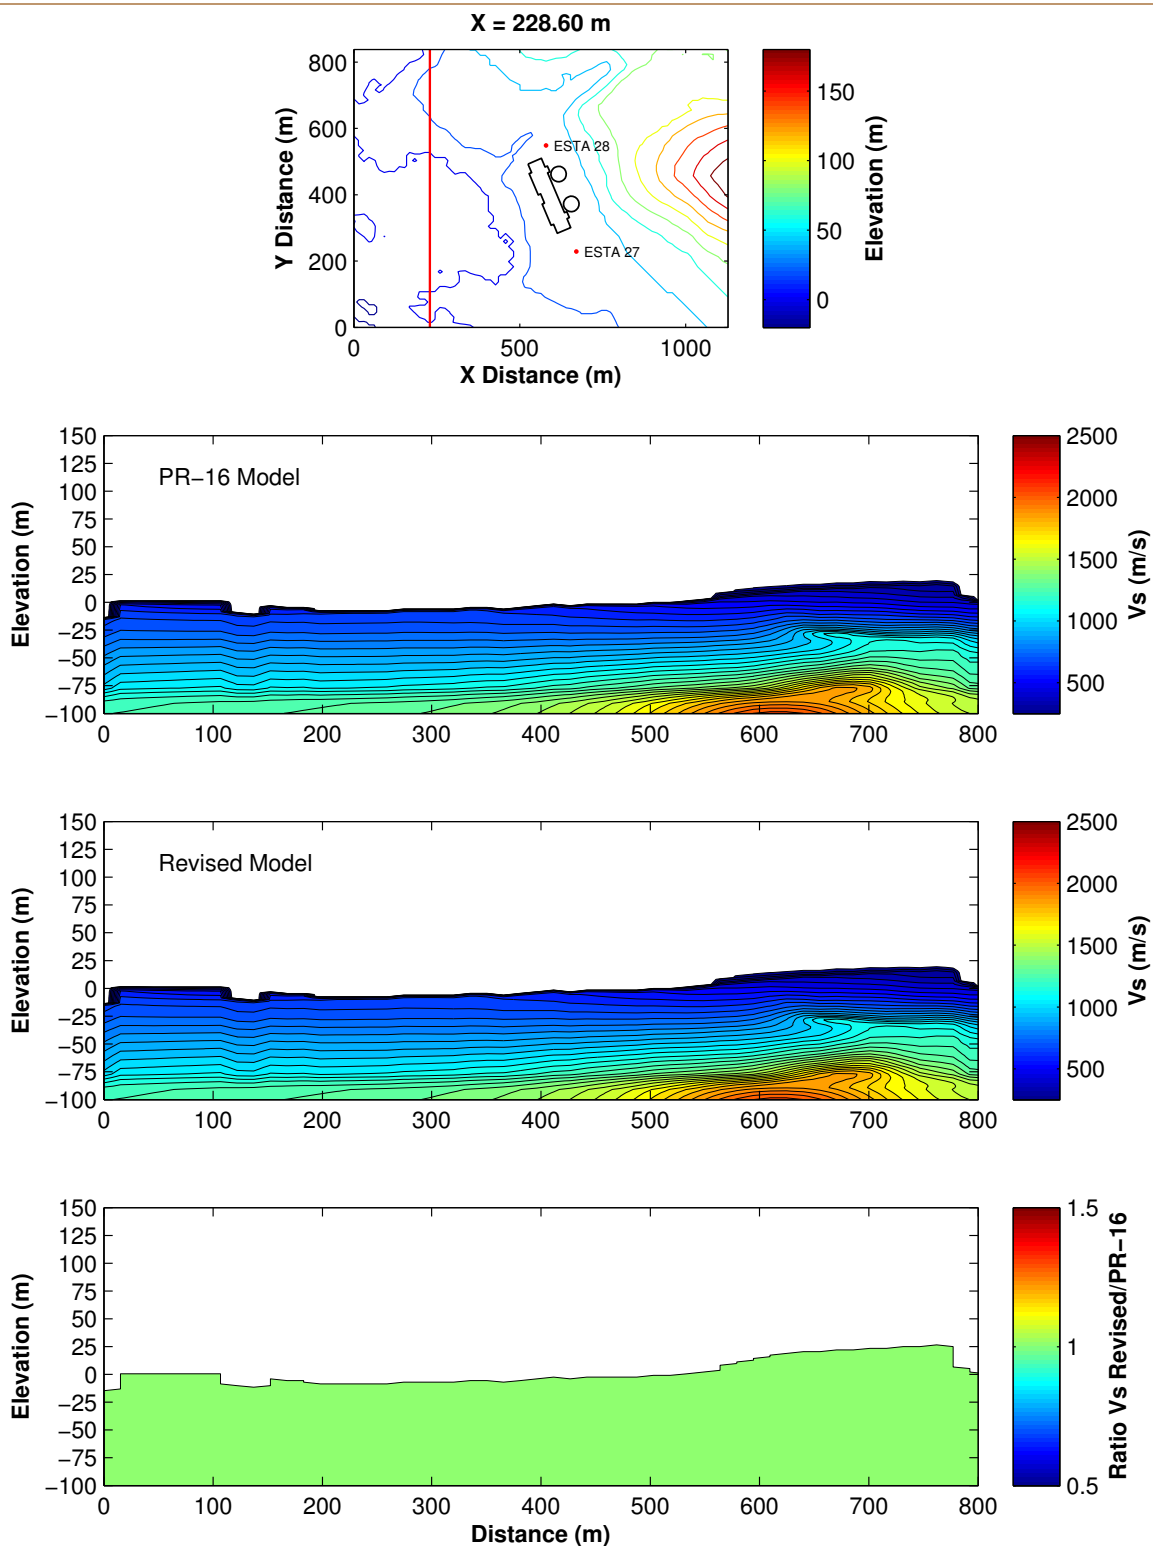 X = 228.60 m
800
600
400
200
0
Y Distance (m)
ESTA 28
ESTA 27
0 500 1000
X Distance (m)
150
100
50
0
Elevation (m)
150
125
100
75
50
25
0
−25
−50
−75
−100
Elevation (m)
PR−16 Model
0 100 200 300 400 500 600 700 800
2500
2000
1500
1000
500
Vs (m/s)
150
125
100
75
50
25
0
−25
−50
−75
−100
Elevation (m)
Revised Model
0 100 200 300 400 500 600 700 800
2500
2000
1500
1000
500
Vs (m/s)
150
125
100
75
50
25
0
−25
−50
−75
−100
Elevation (m)
0 100 200 300 400 500 600 700 800
Distance (m)
1.5
1
0.5
Ratio Vs Revised/PR−16